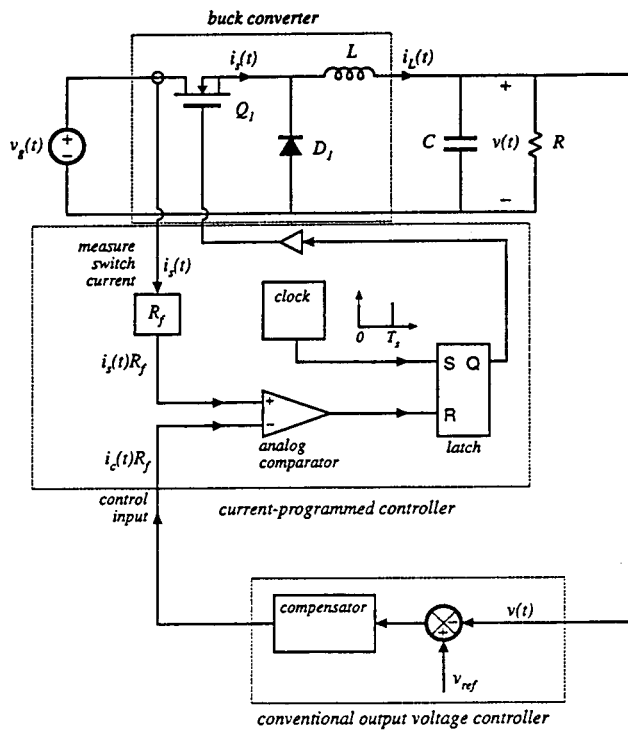 buck converter
i_s(t)
L
i_L(t)
Q_1
v_g(t)
+
−
D_1
C
+
v(t)
−
R
measure
switch
current
i_s(t)
R_f
clock
0
T_s
i_s(t)R_f
S Q
R
+
−
analog
comparator
latch
i_c(t)R_f
control
input
current-programmed controller
compensator
−
+
v(t)
v_ref
conventional output voltage controller